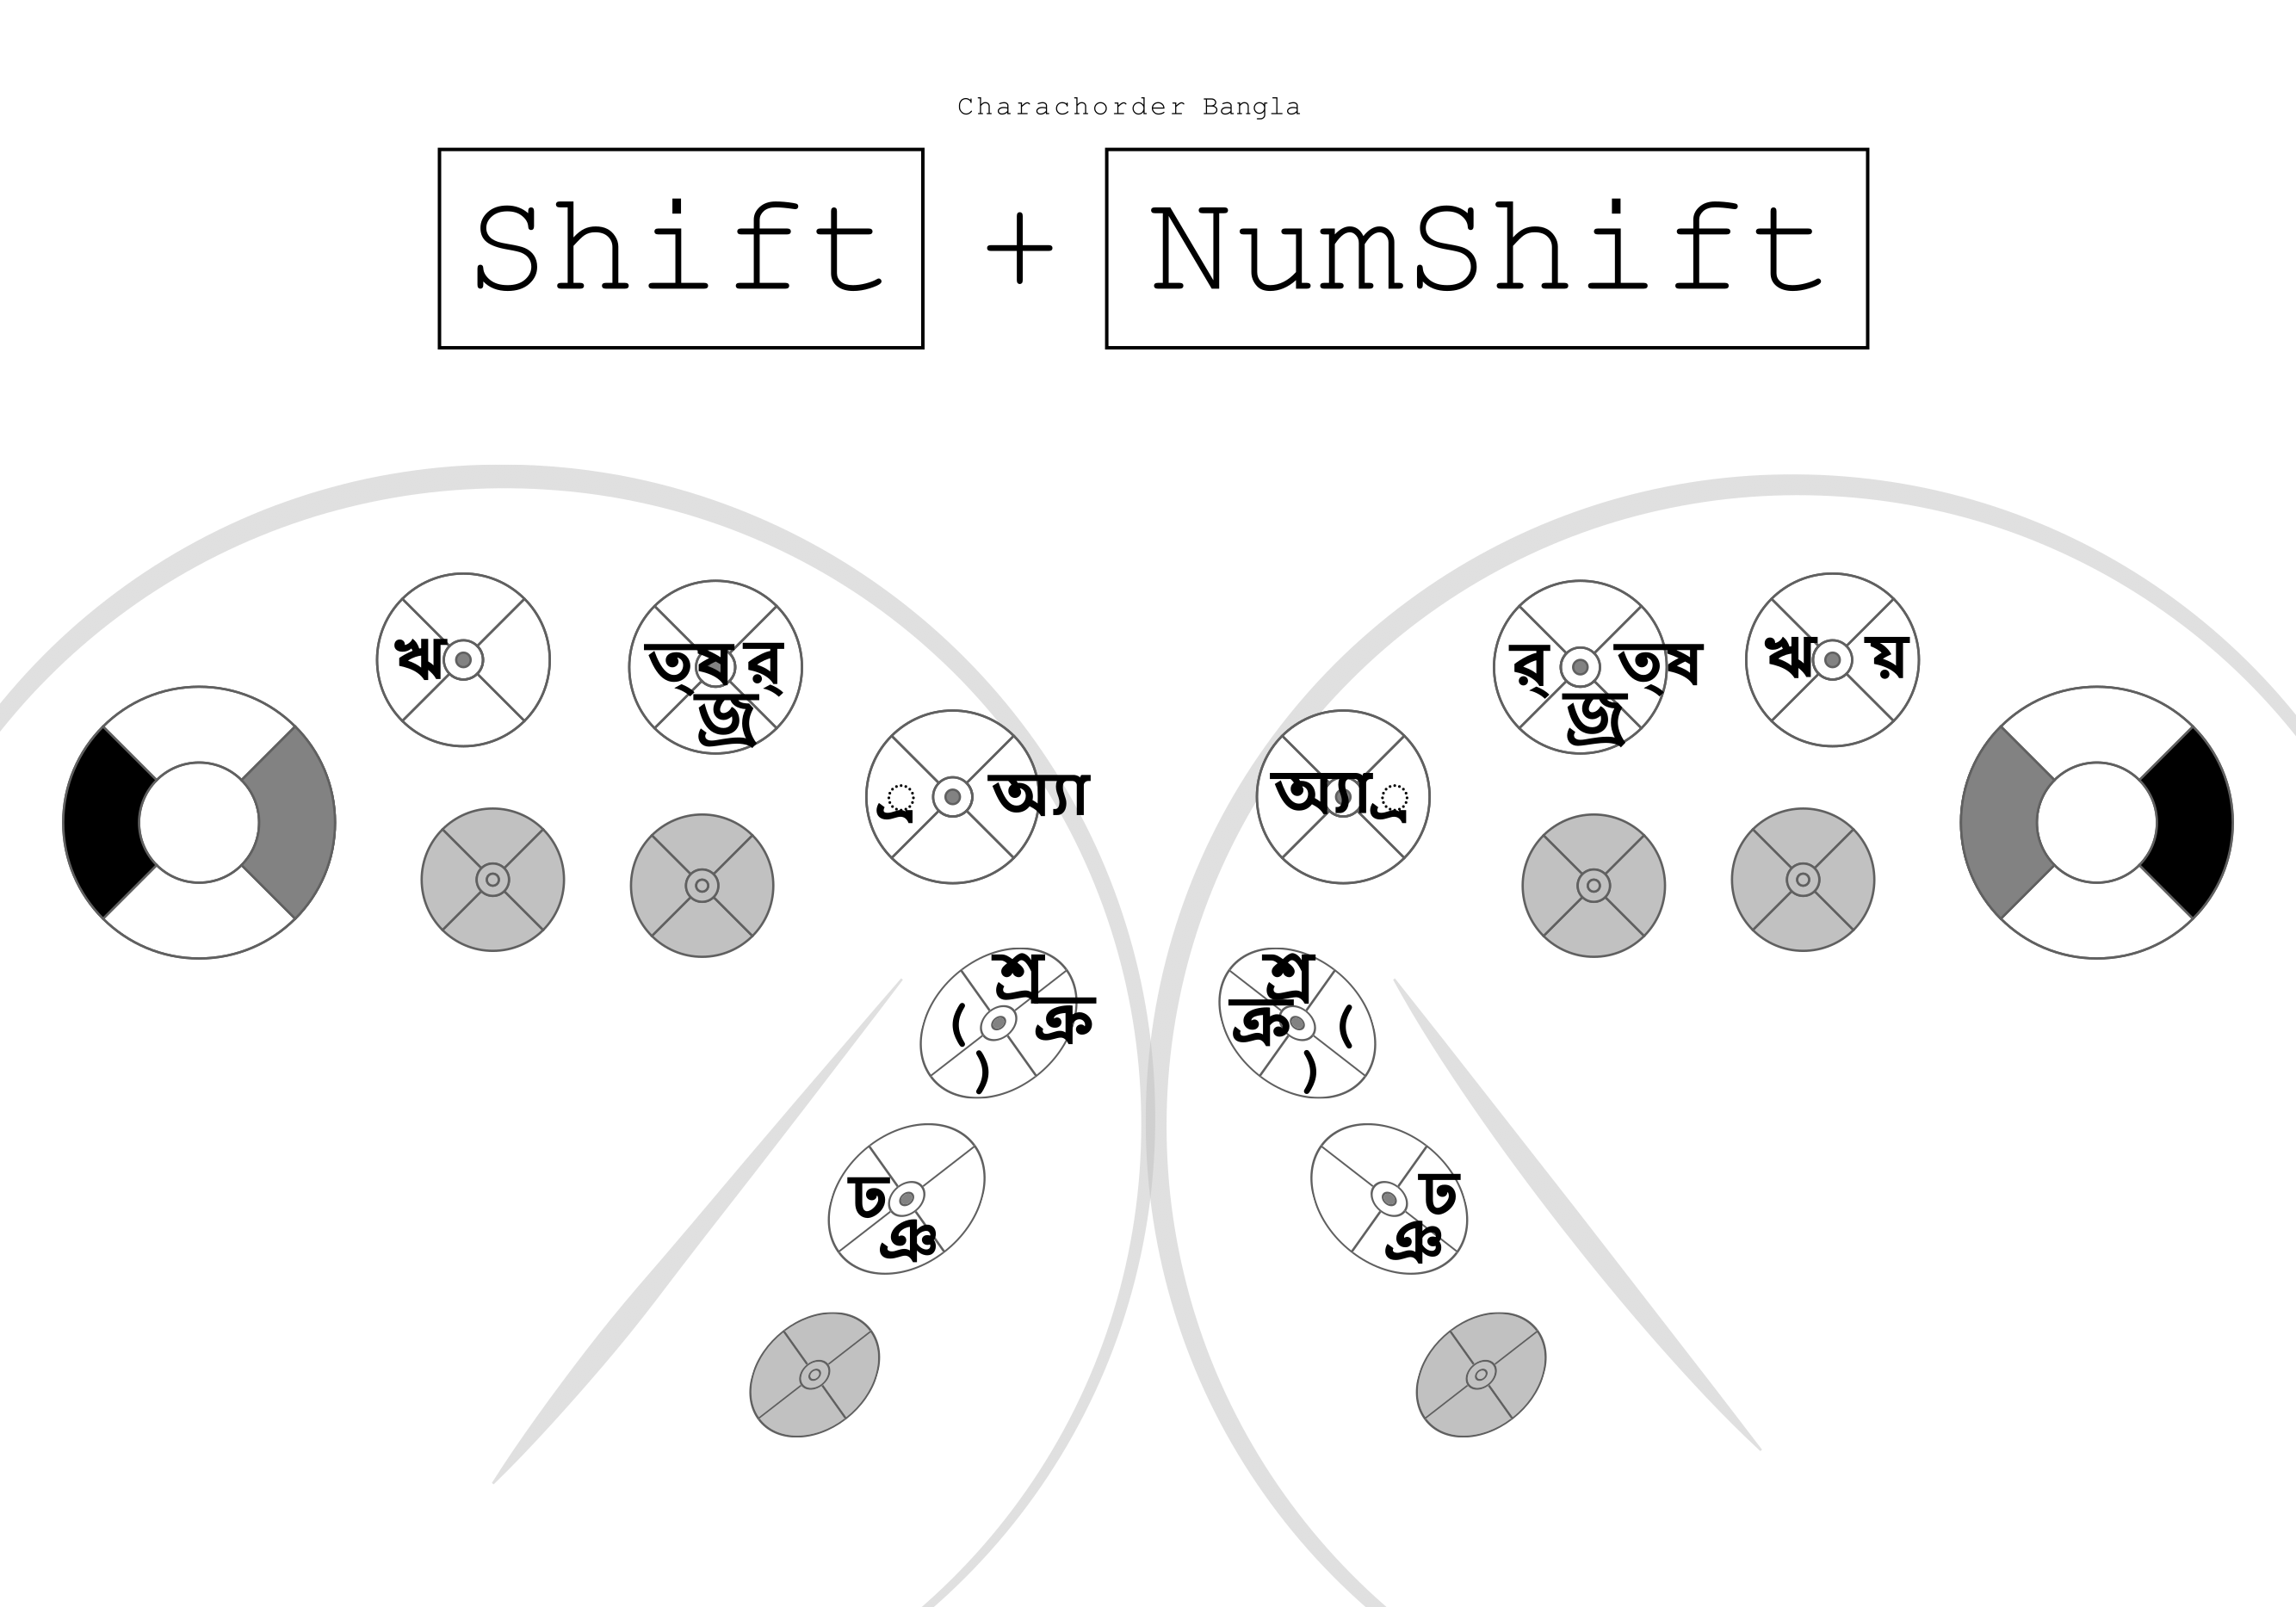 Charachorder Bangla
Shift + NumShift
ঋ ত্‌ষ র্ র্ ত্‌ষ ঋ য়
্র অ্যা অ্যা ্র
শ্র শ্র
( ক্র ক্র (
) )
ঢ ঢ